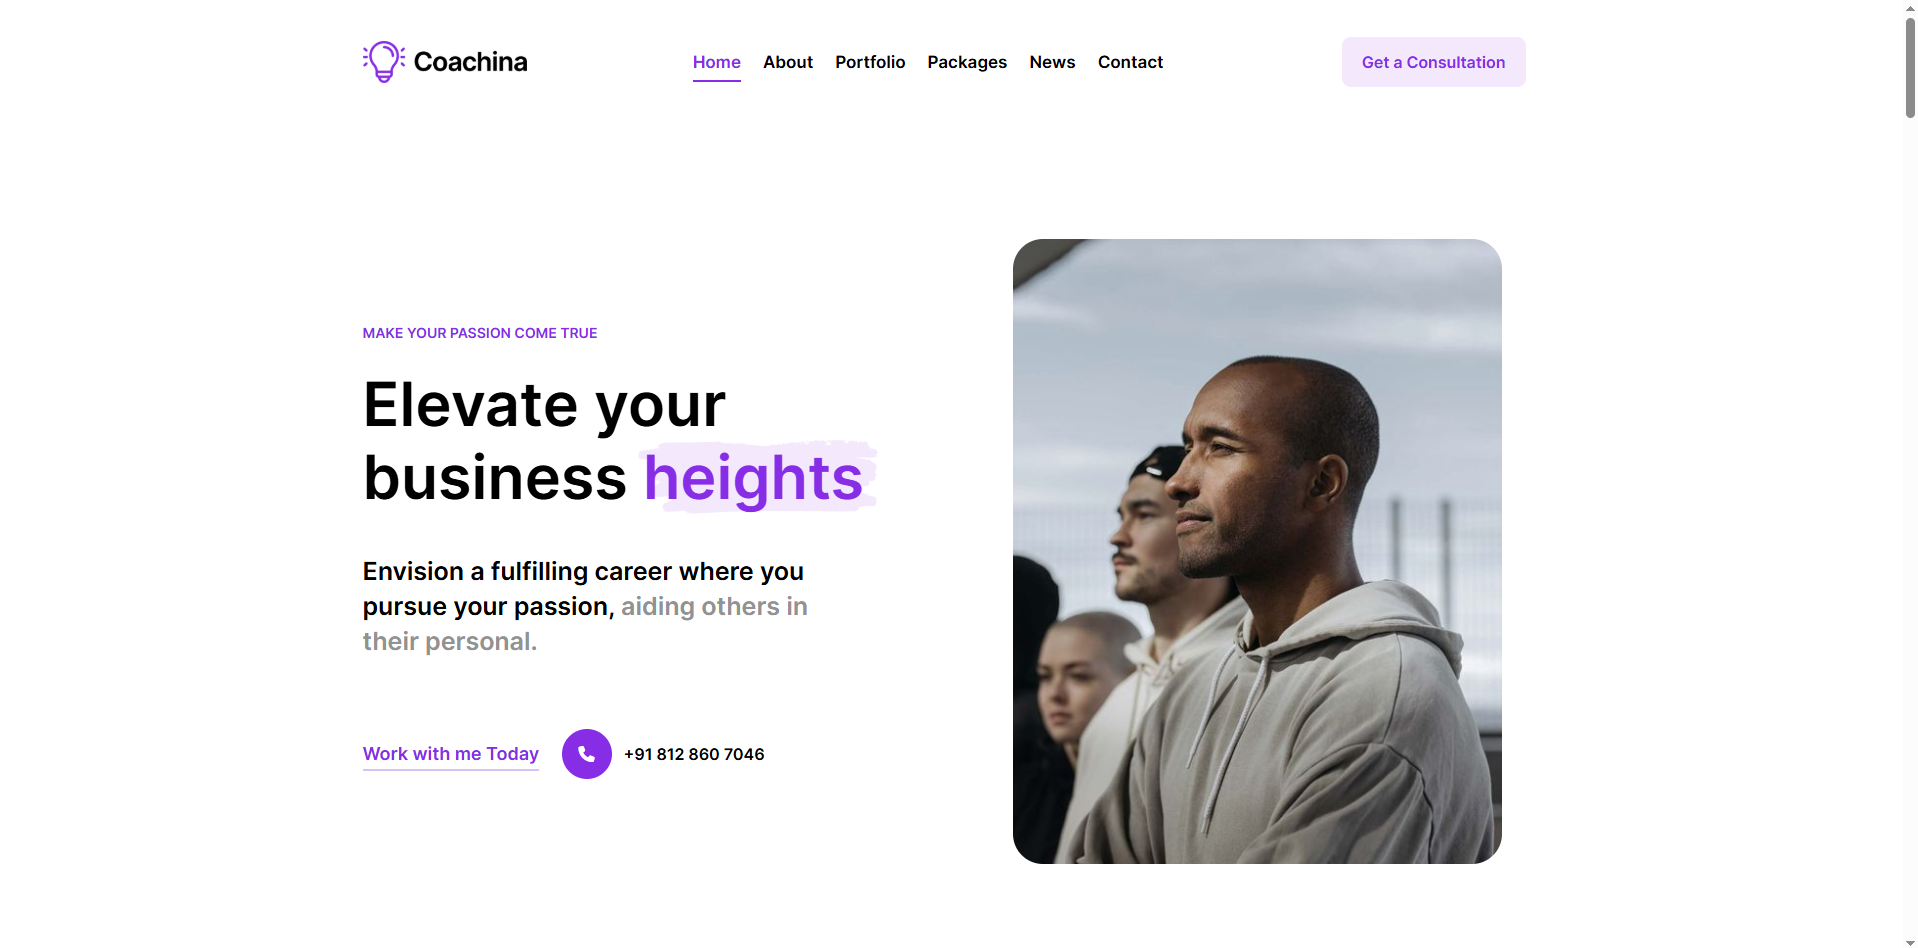 Coachina
Home About Portfolio Packages News Contact
Get a Consultation
MAKE YOUR PASSION COME TRUE
Elevate your
business heights
Envision a fulfilling career where you
pursue your passion, aiding others in
their personal.
Work with me Today
+91 812 860 7046